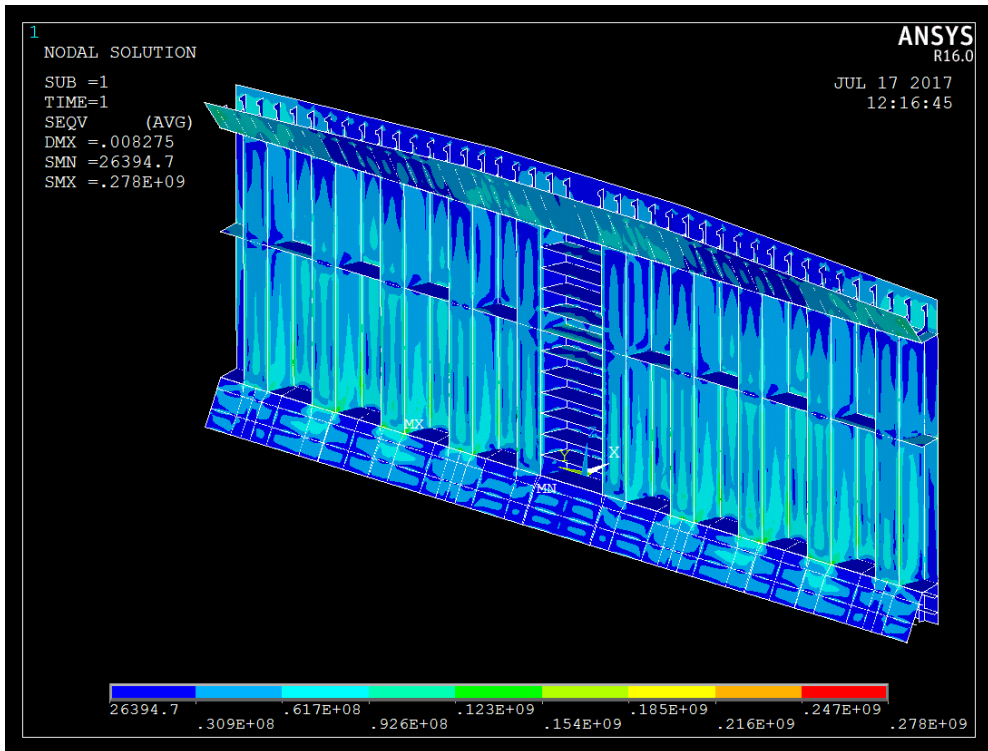 1
NODAL SOLUTION
SUB =1
TIME=1
SEQV (AVG)
DMX =.008275
SMN =26394.7
SMX =.278E+09
ANSYS
R16.0
JUL 17 2017
12:16:45
MX
X
Y
MN
26394.7 .617E+08 .123E+09 .185E+09 .247E+09
.309E+08 .926E+08 .154E+09 .216E+09 .278E+09